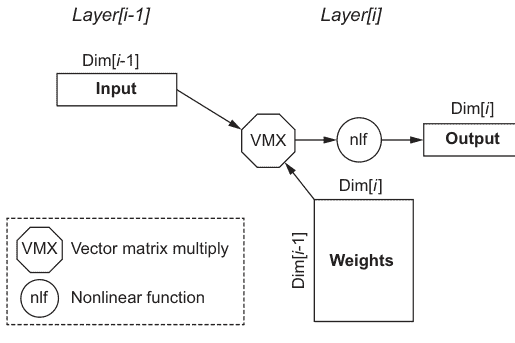 Layer[i-1]
Layer[i]
Dim[i-1]
Input
VMX
nlf
Dim[i]
Output
Dim[i]
Dim[i-1]
Weights
VMX Vector matrix multiply
nlf Nonlinear function